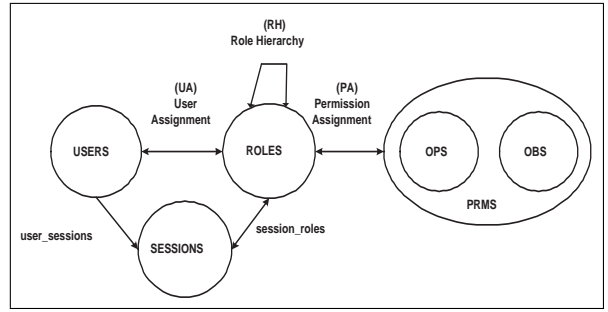 (RH)
Role Hierarchy
(UA)
User
Assignment
(PA)
Permission
Assignment
USERS
ROLES
OPS
OBS
PRMS
user_sessions
SESSIONS
session_roles